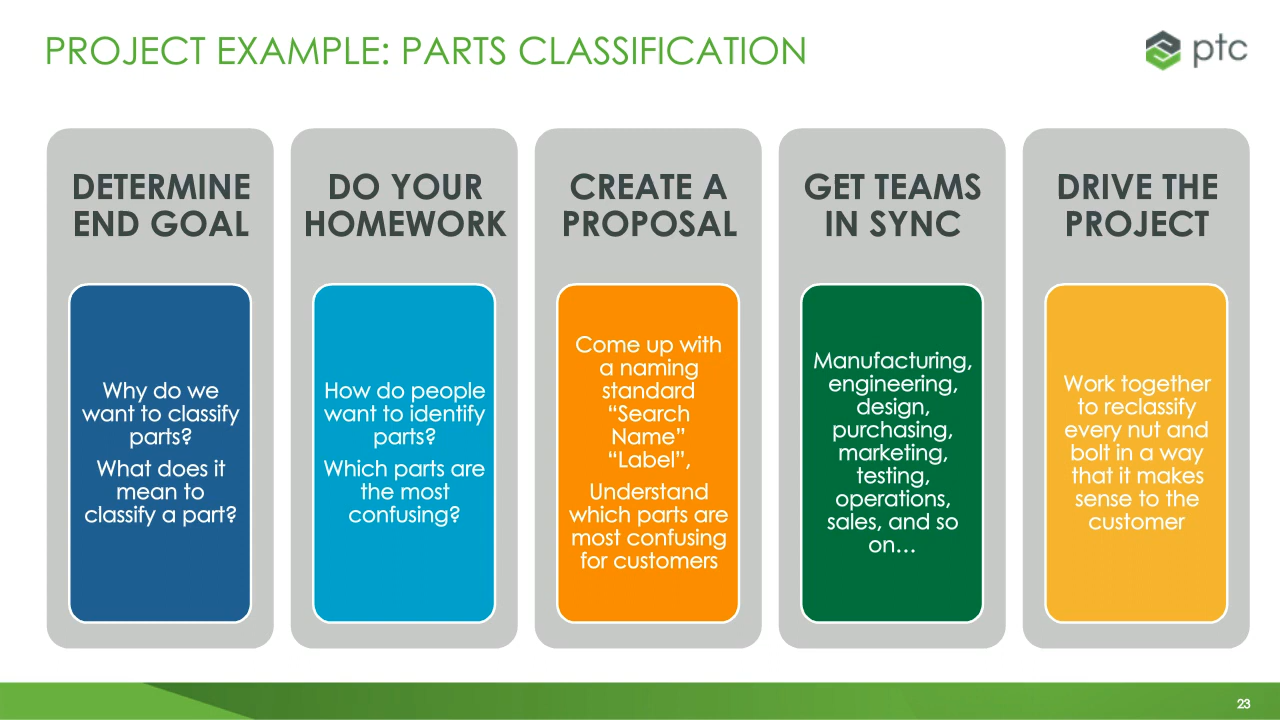 PROJECT EXAMPLE: PARTS CLASSIFICATION
ptc
DETERMINE
END GOAL
Why do we
want to classify
parts?
What does it
mean to
classify a part?
DO YOUR
HOMEWORK
How do people
want to identify
parts?
Which parts are
the most
confusing?
CREATE A
PROPOSAL
Come up with
a naming
standard
“Search
Name”
“Label”,
Understand
which parts are
most confusing
for customers
GET TEAMS
IN SYNC
Manufacturing,
engineering,
design,
purchasing,
marketing,
testing,
operations,
sales, and so
on…
DRIVE THE
PROJECT
Work together
to reclassify
every nut and
bolt in a way
that it makes
sense to the
customer
23